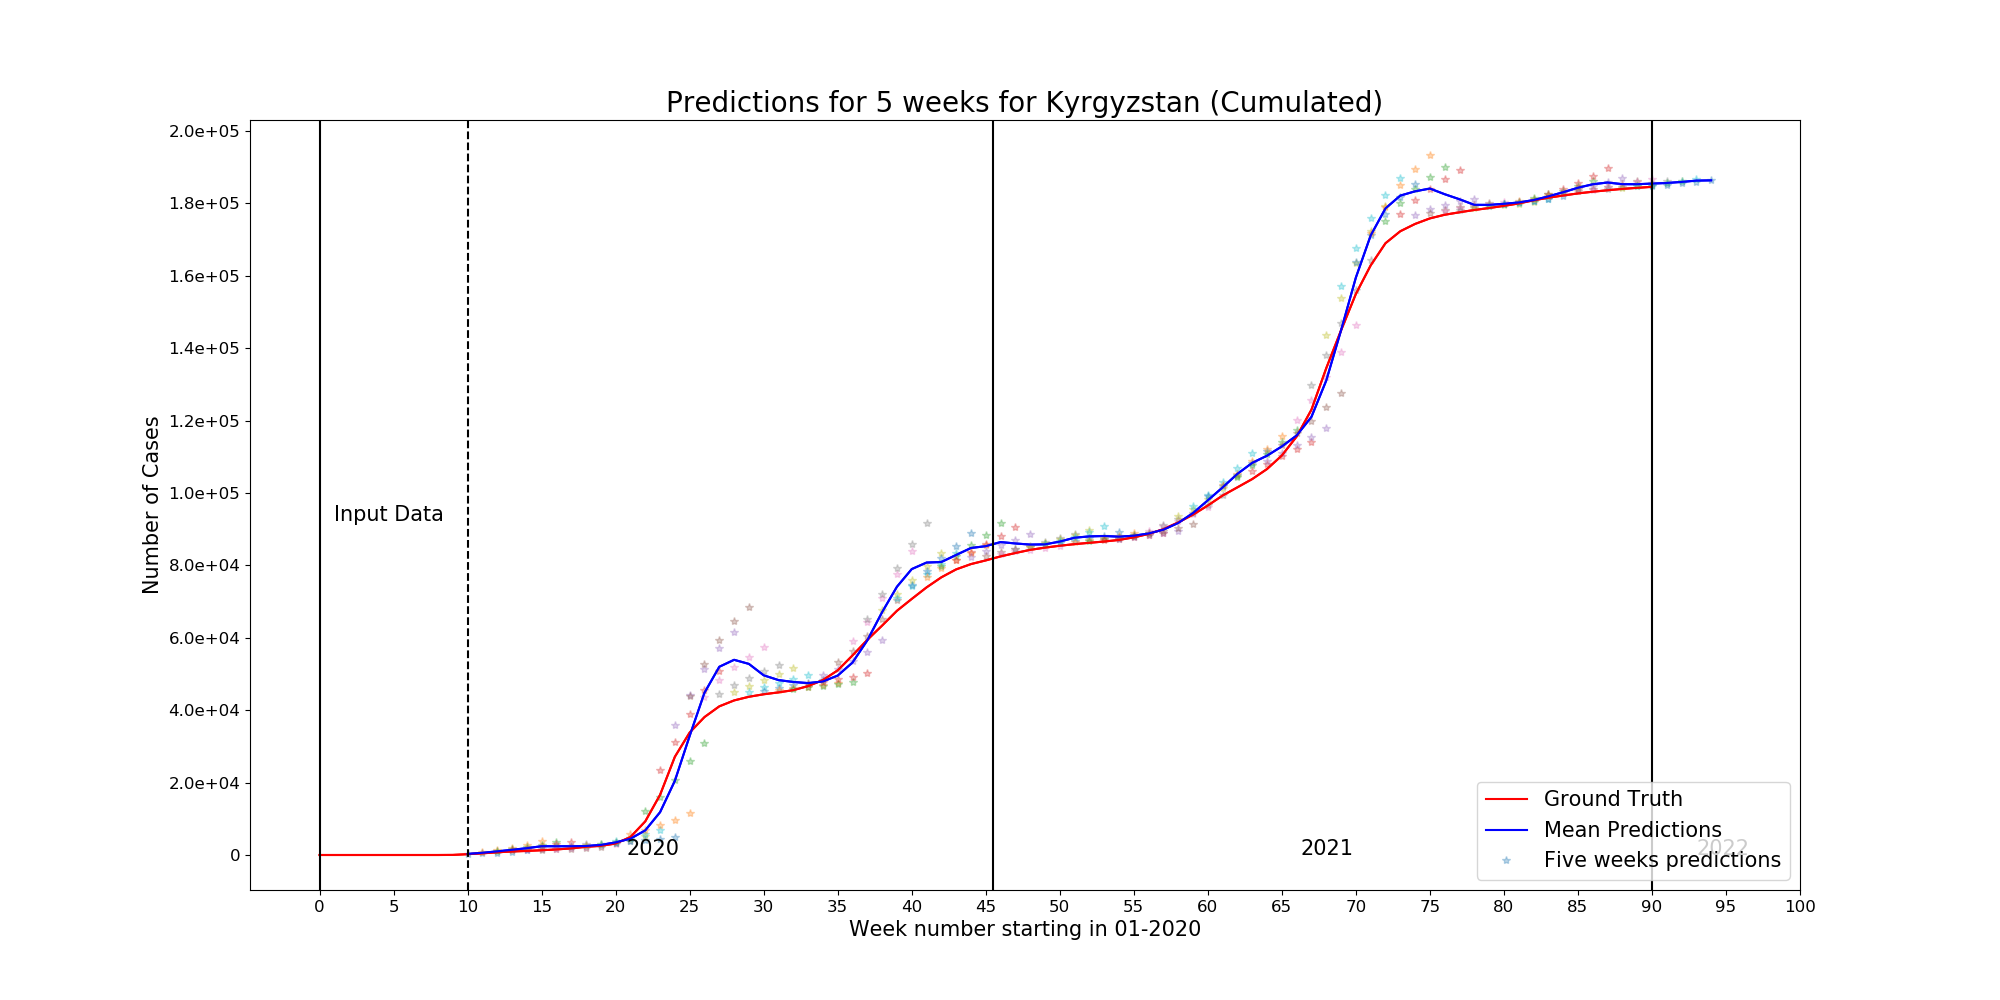 Predictions for 5 weeks for Kyrgyzstan (Cumulated)
2.0e+05
1.8e+05
1.6e+05
1.4e+05
1.2e+05
1.0e+05
8.0e+04
6.0e+04
4.0e+04
2.0e+04
0
Number of Cases
Input Data
2020
2021
2022
Ground Truth
Mean Predictions
Five weeks predictions
0 5 10 15 20 25 30 35 40 45 50 55 60 65 70 75 80 85 90 95 100
Week number starting in 01-2020